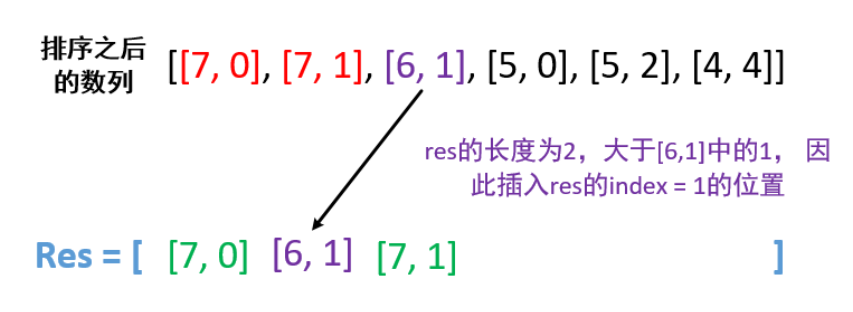 排序之后
的数列
[[7, 0], [7, 1], [6, 1], [5, 0], [5, 2], [4, 4]]
res的长度为2，大于[6,1]中的1， 因
此插入res的index = 1的位置
Res = [ [7, 0] [6, 1] [7, 1] ]